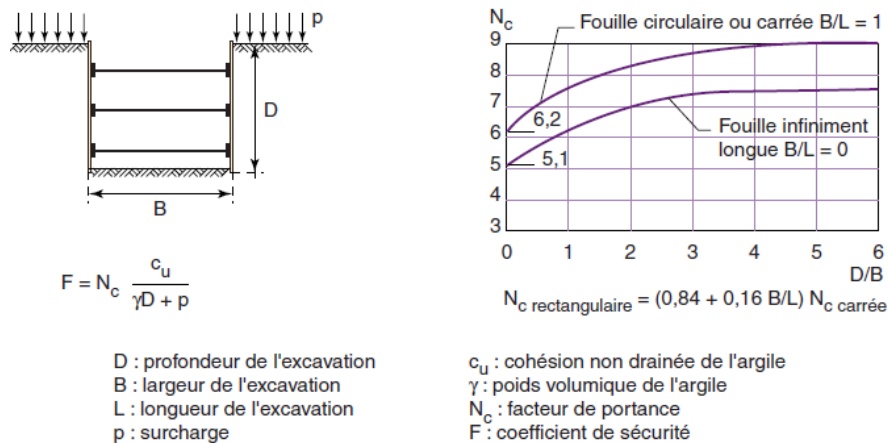 p
D
B
F = N_c c_u / (γD + p)
N_c
9
8
7
6
5
4
3
Fouille circulaire ou carrée B/L = 1
6,2
5,1
Fouille infiniment
longue B/L = 0
0 1 2 3 4 5 6
D/B
N_c rectangulaire = (0,84 + 0,16 B/L) N_c carrée
D : profondeur de l'excavation
B : largeur de l'excavation
L : longueur de l'excavation
p : surcharge
c_u : cohésion non drainée de l'argile
γ : poids volumique de l'argile
N_c : facteur de portance
F : coefficient de sécurité